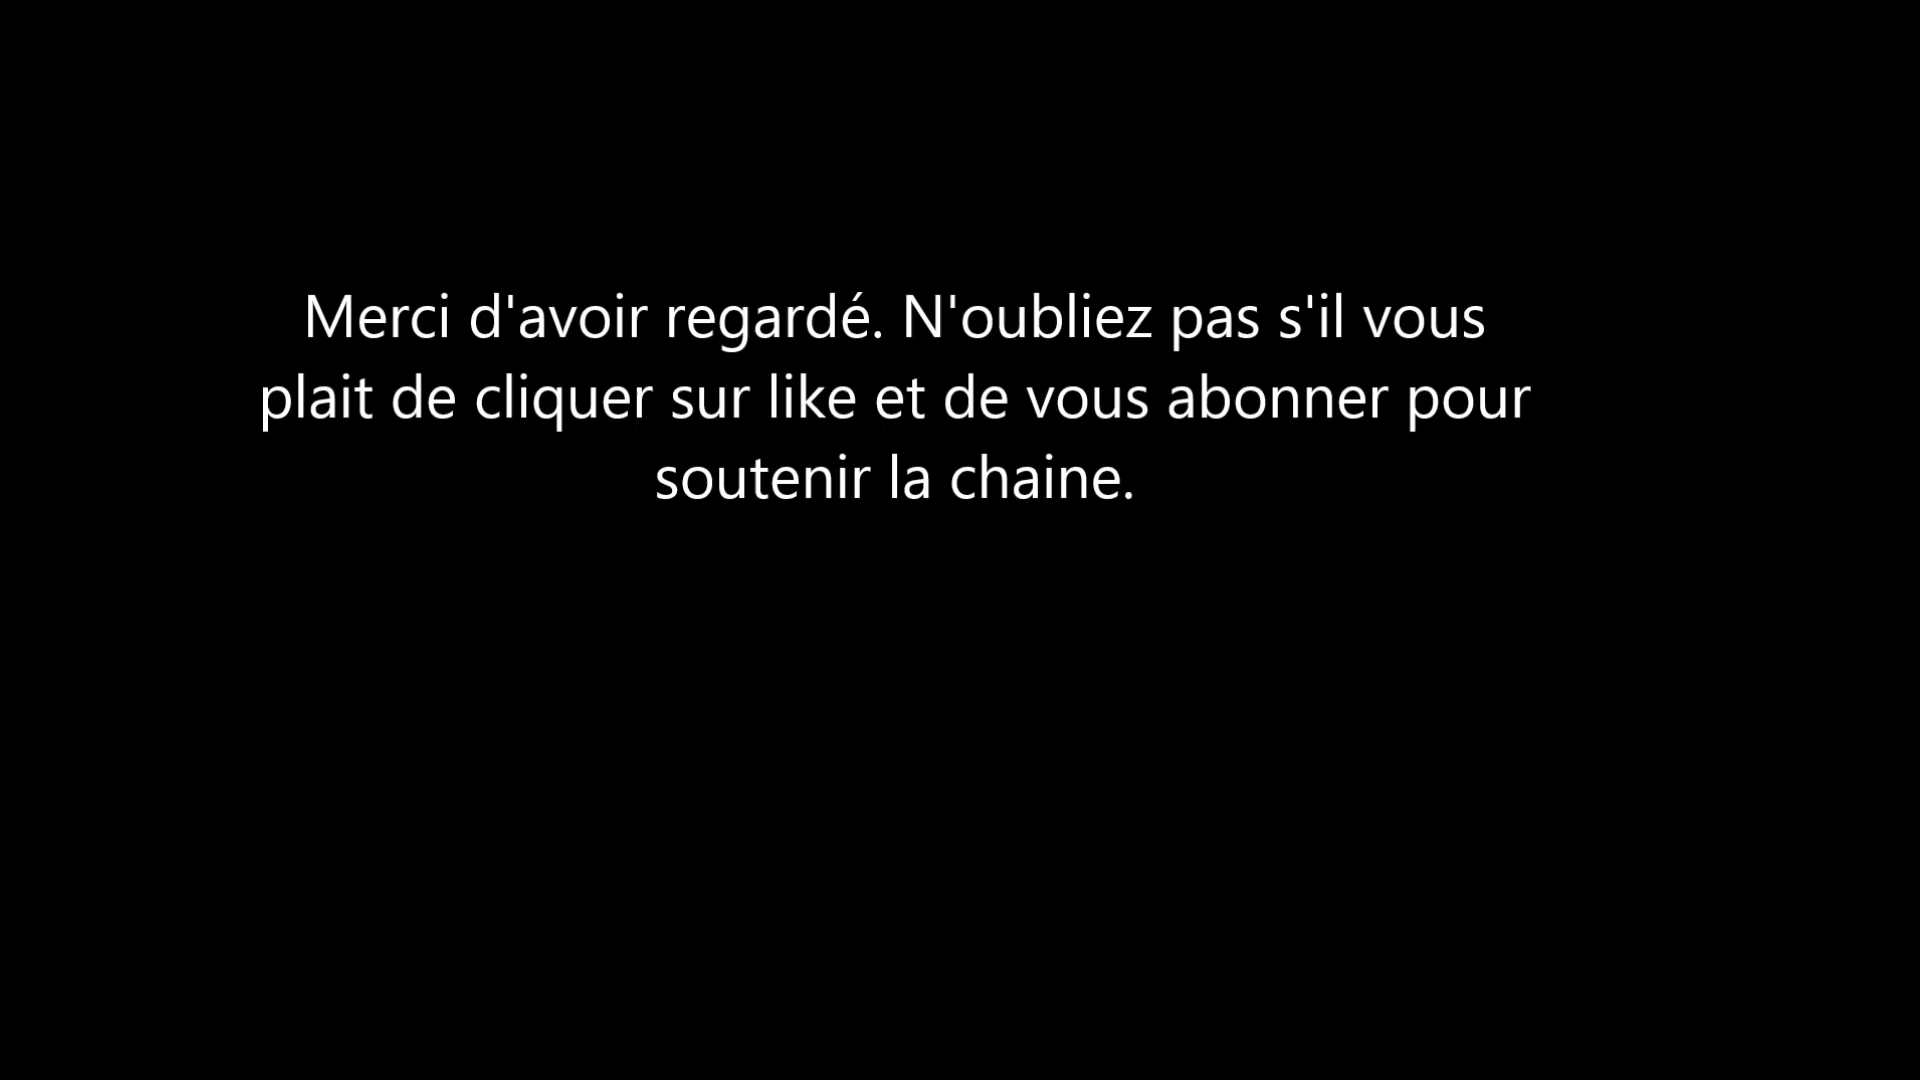 Merci d'avoir regardé. N'oubliez pas s'il vous
plait de cliquer sur like et de vous abonner pour
soutenir la chaine.